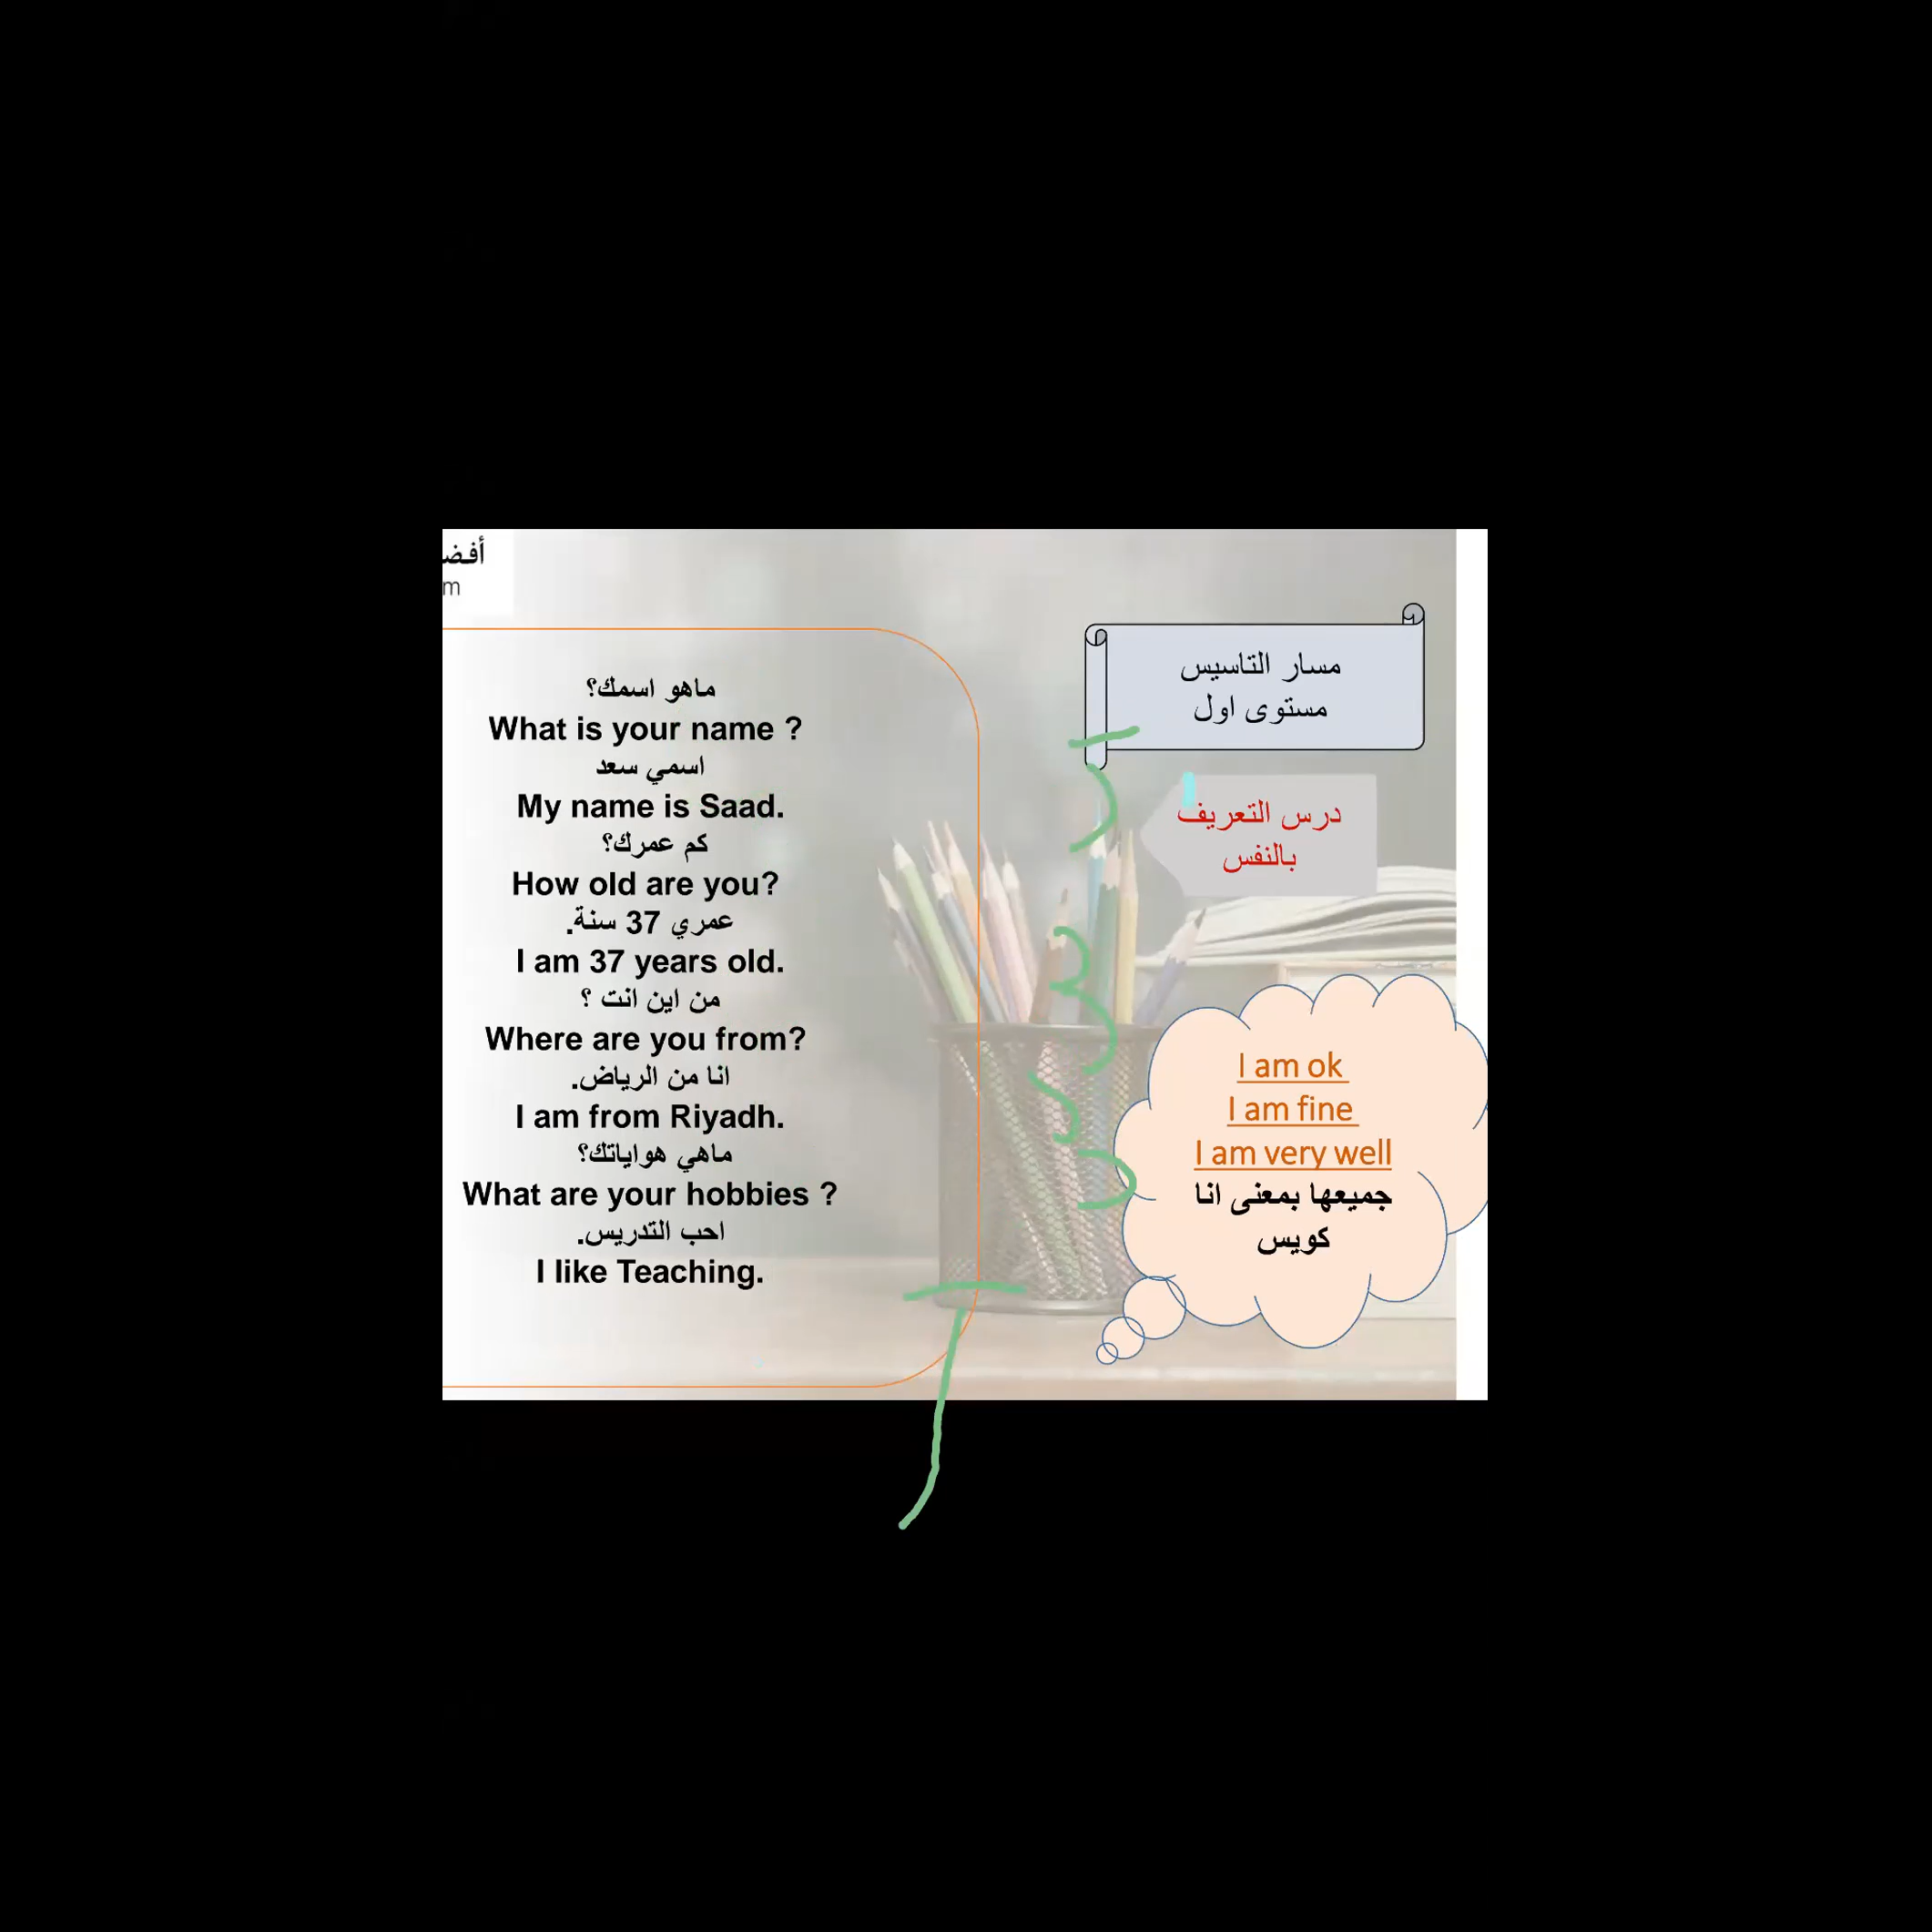 ماهو اسمك؟
What is your name ?
اسمي سعد
My name is Saad.
كم عمرك؟
How old are you?
عمري 37 سنة.
I am 37 years old.
من اين انت ؟
Where are you from?
انا من الرياض.
I am from Riyadh.
ماهي هواياتك؟
What are your hobbies ?
احب التدريس.
I like Teaching.
مسار التاسيس
مستوى اول
درس التعريف
بالنفس
I am ok
I am fine
I am very well
جميعها بمعنى انا
كويس